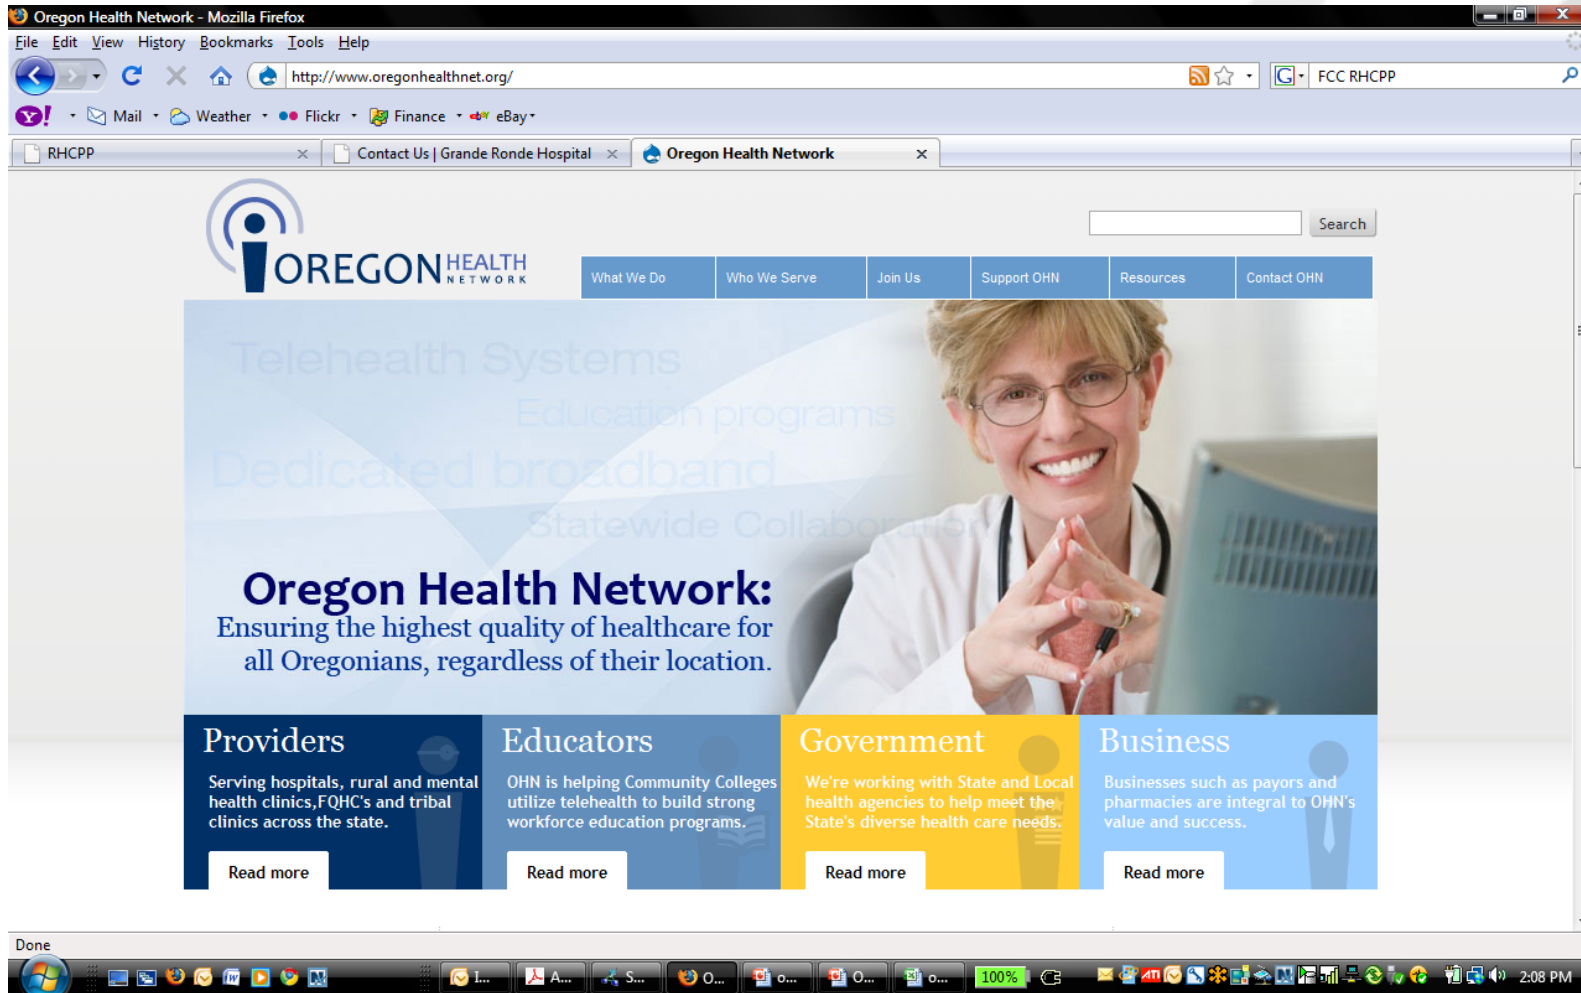 Oregon Health Network - Mozilla Firefox
File Edit View History Bookmarks Tools Help
http://www.oregonhealthnet.org/
G
FCC RHCPP
Y! Mail Weather Flickr Finance ebY eBay
RHCPP
Contact Us | Grande Ronde Hospital
Oregon Health Network
OREGON HEALTH NETWORK
Search
What We Do Who We Serve Join Us Support OHN Resources Contact OHN
Telehealth Systems
Education programs
Dedicated broadband
Statewide Collaboration
Oregon Health Network:
Ensuring the highest quality of healthcare for
all Oregonians, regardless of their location.
Providers
Serving hospitals, rural and mental
health clinics,FQHC's and tribal
clinics across the state.
Read more
Educators
OHN is helping Community Colleges
utilize telehealth to build strong
workforce education programs.
Read more
Government
We're working with State and Local
health agencies to help meet the
State's diverse health care needs.
Read more
Business
Businesses such as payors and
pharmacies are integral to OHN's
value and success.
Read more
Done
I... A... S... O... o... O... o... 100% ATI 2:08 PM